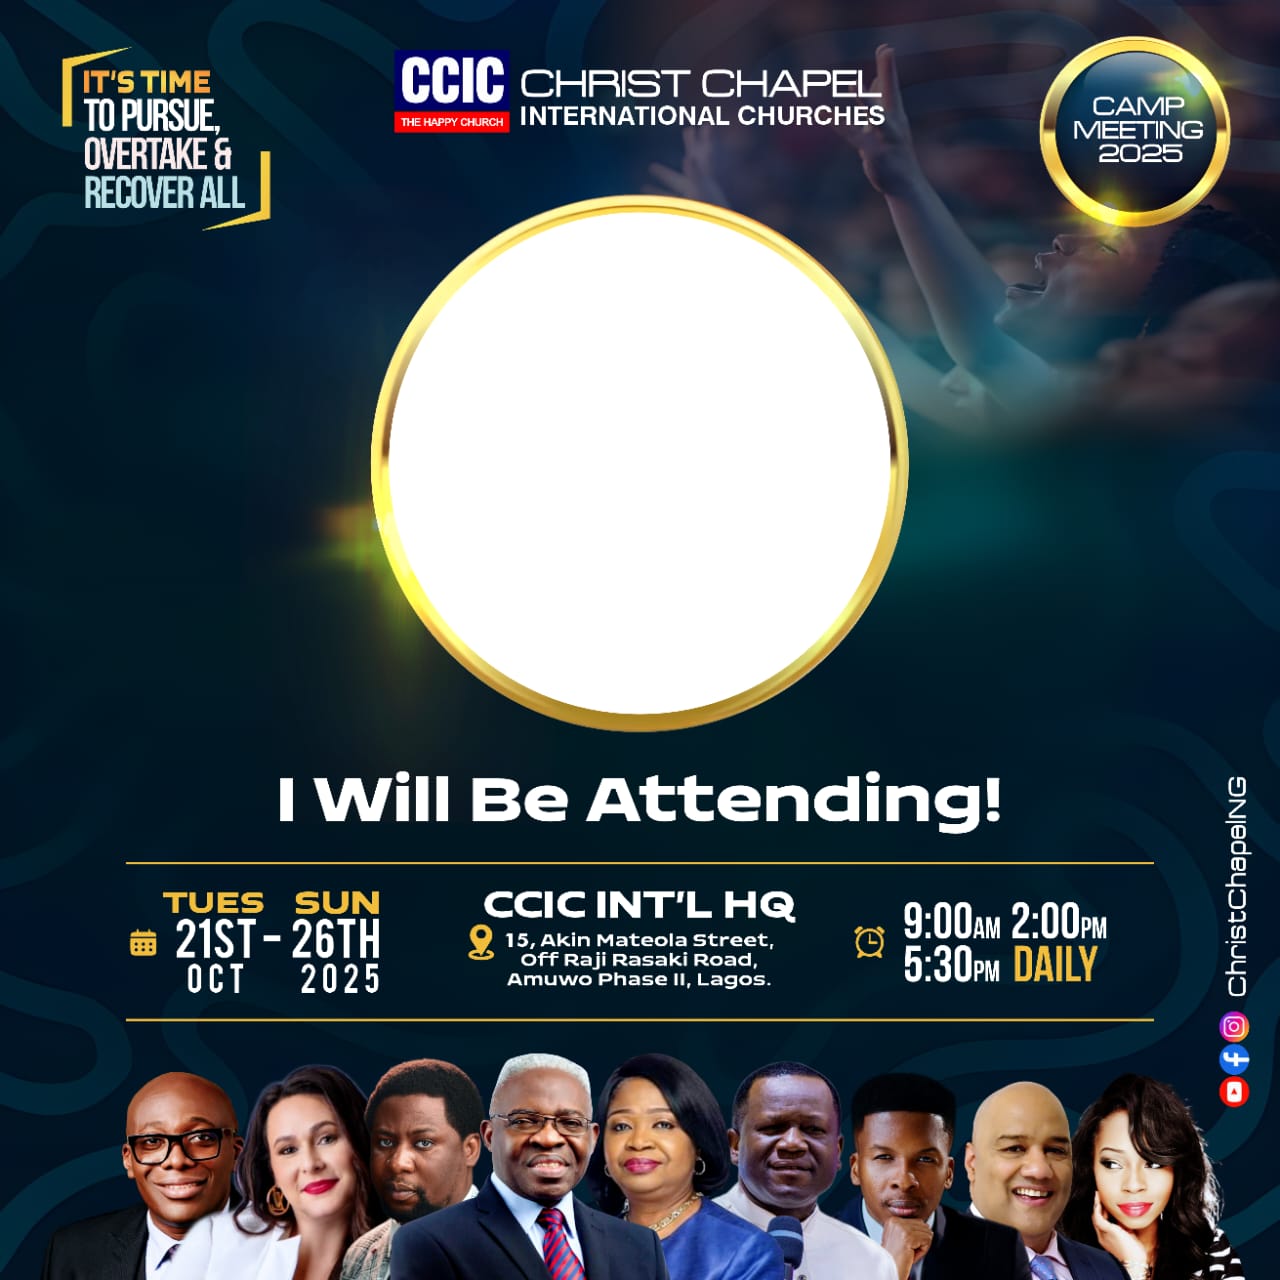 IT'S TIME
TO PURSUE,
OVERTAKE &
RECOVER ALL
CCIC
THE HAPPY CHURCH
CHRIST CHAPEL
INTERNATIONAL CHURCHES
CAMP
MEETING
2025
I Will Be Attending!
TUES SUN
21ST - 26TH
OCT 2025
CCIC INT'L HQ
15, Akin Mateola Street,
Off Raji Rasaki Road,
Amuwo Phase II, Lagos.
9:00AM 2:00PM
5:30PM DAILY
ChristChapelNG